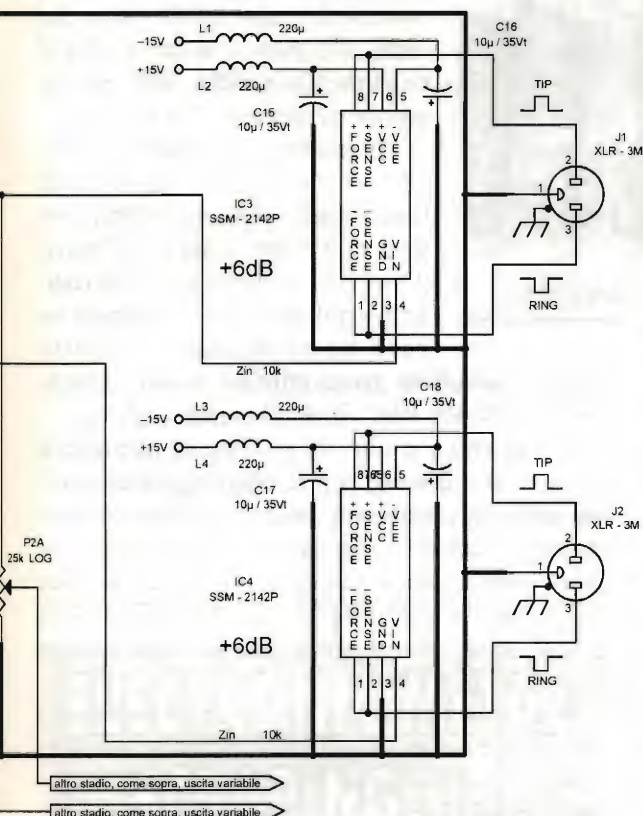 L1 220µ
–15V
+15V
L2 220µ
C15
10µ / 35Vt
C16
10µ / 35Vt
8 7 6 5
+FORCE +SENSE VCC -VEE
IC3
SSM - 2142P
+6dB
–FORCE –SENSE GND VIN
1 2 3 4
Zin 10k
TIP
J1
XLR - 3M
2
1
3
RING
L3 220µ
–15V
+15V
L4 220µ
C17
10µ / 35Vt
C18
10µ / 35Vt
+FORCE +SENSE VCC -VEE
IC4
SSM - 2142P
+6dB
–FORCE –SENSE GND VIN
1 2 3 4
Zin 10k
TIP
J2
XLR - 3M
2
1
3
RING
P2A
25k LOG
altro stadio, come sopra, uscita variabile
altro stadio, come sopra, uscita variabile